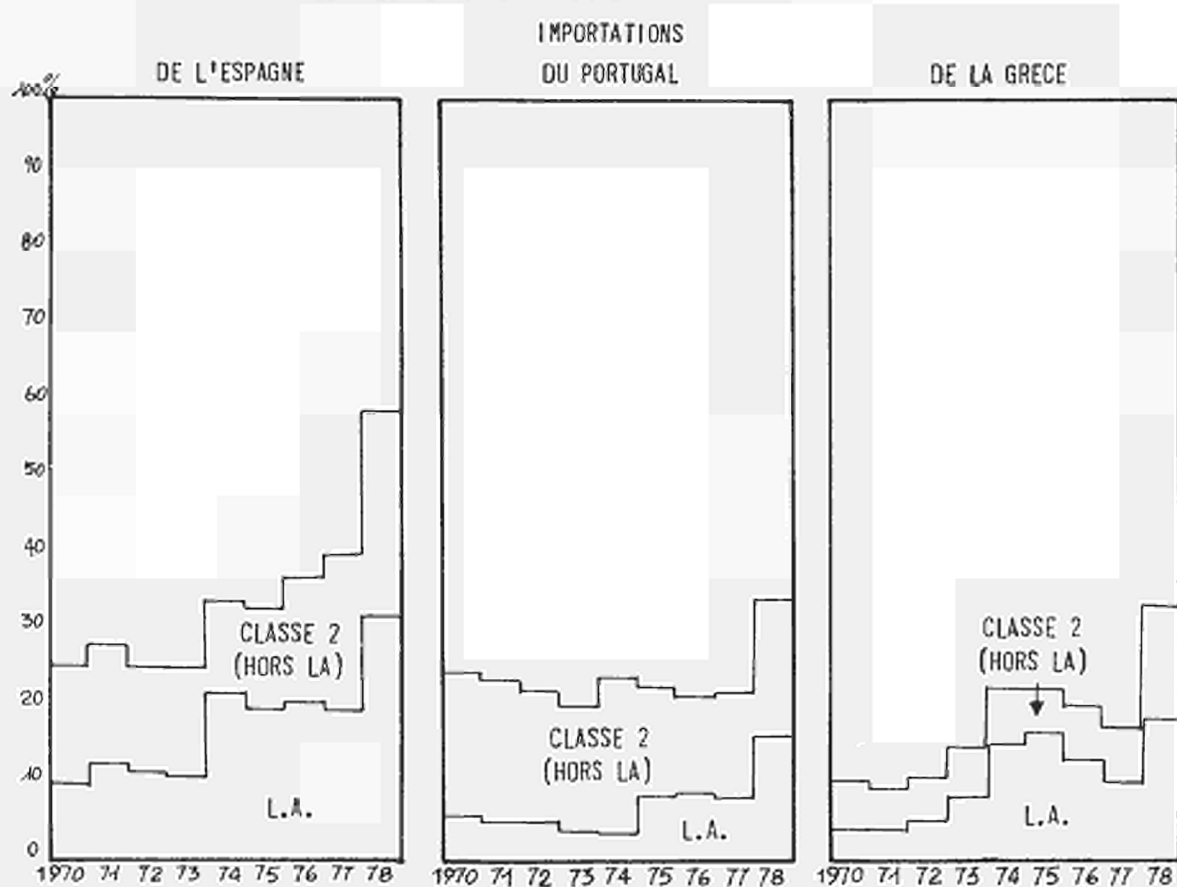 IMPORTATIONS
DE L'ESPAGNE
DU PORTUGAL
DE LA GRECE
100%
90
80
70
60
50
40
30
20
10
0
CLASSE 2
(HORS LA)
L.A.
CLASSE 2
(HORS LA)
L.A.
CLASSE 2
(HORS LA)
L.A.
1970 71 72 73 74 75 76 77 78
1970 71 72 73 74 75 76 77 78
1970 71 72 73 74 75 76 77 78